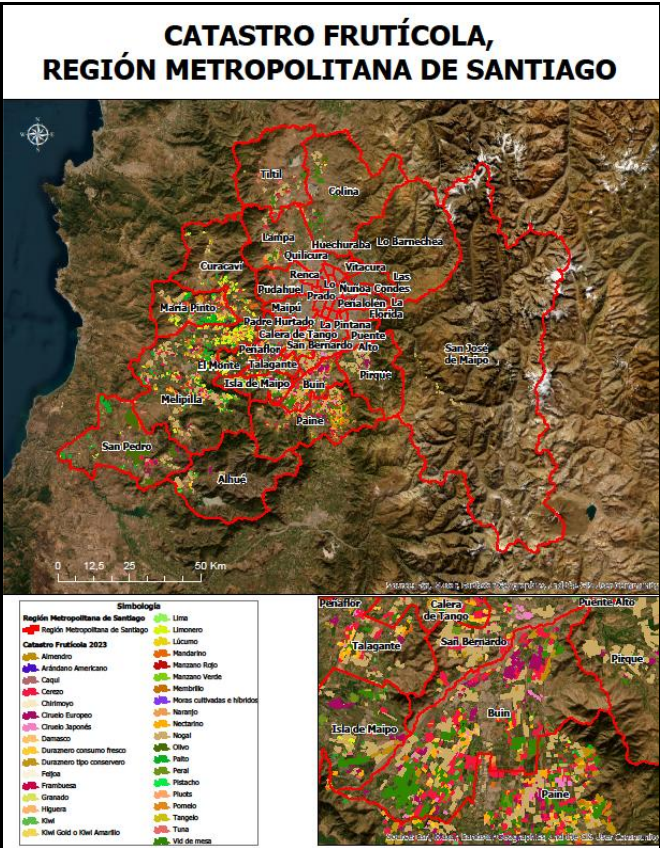 CATASTRO FRUTÍCOLA,
REGIÓN METROPOLITANA DE SANTIAGO
Tiltil
Colina
Lampa
Huechuraba
Lo Barnechea
Quilicura
Curacaví
Renca
Vitacura
Las
Lo
Pudahuel
Ñuñoa
Condes
Prado
María Pinto
Maipú
Peñalolén
La
Florida
Padre Hurtado
La Pintana
Calera de Tango
Puente
Peñaflor
San Bernardo
Alto
San José
de Maipo
El Monte
Talagante
Pirque
Isla de Maipo
Buin
Melipilla
Paine
San Pedro
Alhué
0 12,5 25 50 Km
Simbología
Región Metropolitana de Santiago
Región Metropolitana de Santiago
Catastro Frutícola 2023
Almendro
Arándano Americano
Caqui
Cerezo
Chirimoyo
Ciruelo Europeo
Ciruelo Japonés
Damasco
Duraznero consumo fresco
Duraznero tipo conservero
Feijoa
Frambuesa
Granado
Higuera
Kiwi
Kiwi Gold o Kiwi Amarillo
Lima
Limonero
Lúcumo
Mandarino
Manzano Rojo
Manzano Verde
Membrillo
Moras cultivadas e híbridos
Naranjo
Nectarino
Nogal
Olivo
Palto
Peral
Pistacho
Pluots
Pomelo
Tangelo
Tuna
Vid de mesa
Peñaflor
Calera
de Tango
Puente Alto
Talagante
San Bernardo
Pirque
Isla de Maipo
Buin
Paine